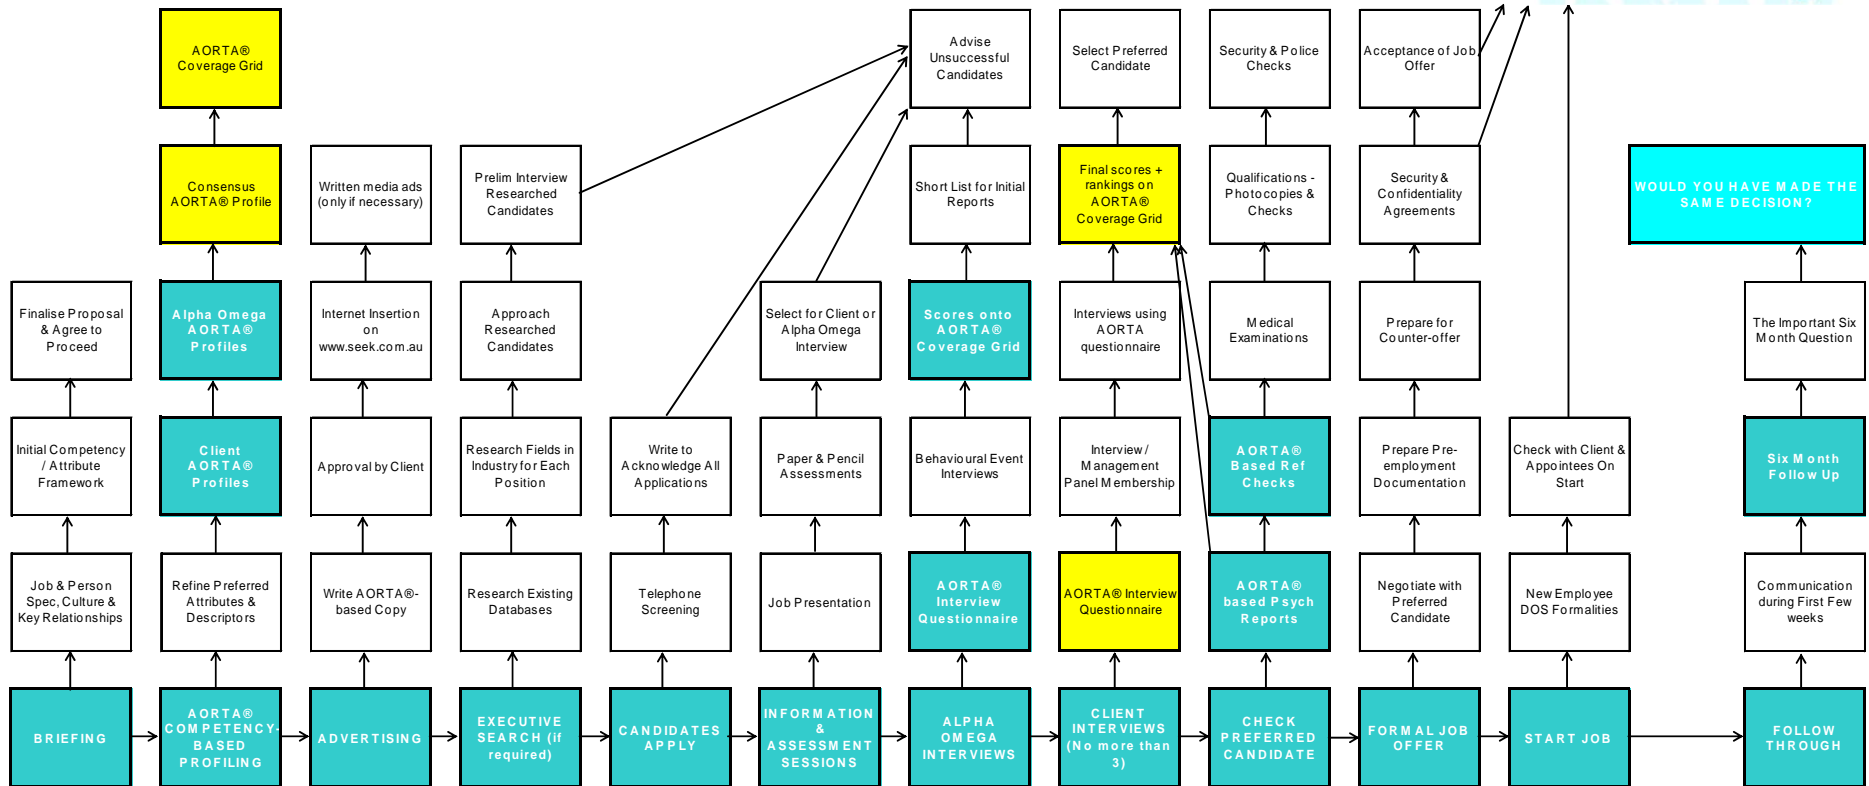 AORTA®
Coverage Grid
Advise
Unsuccessful
Candidates
Select Preferred
Candidate
Security & Police
Checks
Acceptance of Job
Offer
Consensus
AORTA® Profile
Written media ads
(only if necessary)
Prelim Interview
Researched
Candidates
Short List for Initial
Reports
Final scores +
rankings on
AORTA®
Coverage Grid
Qualifications -
Photocopies &
Checks
Security &
Confidentiality
Agreements
WOULD YOU HAVE MADE THE
SAME DECISION?
Finalise Proposal
& Agree to
Proceed
Alpha Omega
AORTA®
Profiles
Internet Insertion
on
www.seek.com.au
Approach
Researched
Candidates
Select for Client or
Alpha Omega
Interview
Scores onto
AORTA®
Coverage Grid
Interviews using
AORTA
questionnaire
Medical
Examinations
Prepare for
Counter-offer
The Important Six
Month Question
Initial Competency
/ Attribute
Framework
Client
AORTA®
Profiles
Approval by Client
Research Fields in
Industry for Each
Position
Write to
Acknowledge All
Applications
Paper & Pencil
Assessments
Behavioural Event
Interviews
Interview /
Management
Panel Membership
AORTA®
Based Ref
Checks
Prepare Pre-
employment
Documentation
Check with Client &
Appointees On
Start
Six Month
Follow Up
Job & Person
Spec, Culture &
Key Relationships
Refine Preferred
Attributes &
Descriptors
Write AORTA®-
based Copy
Research Existing
Databases
Telephone
Screening
Job Presentation
AORTA®
Interview
Questionnaire
AORTA® Interview
Questionnaire
AORTA®
based Psych
Reports
Negotiate with
Preferred
Candidate
New Employee
DOS Formalities
Communication
during First Few
weeks
BRIEFING
AORTA®
COMPETENCY-
BASED
PROFILING
ADVERTISING
EXECUTIVE
SEARCH (if
required)
CANDIDATES
APPLY
INFORMATION
&
ASSESSMENT
SESSIONS
ALPHA
OMEGA
INTERVIEWS
CLIENT
INTERVIEWS
(No more than
3)
CHECK
PREFERRED
CANDIDATE
FORMAL JOB
OFFER
START JOB
FOLLOW
THROUGH